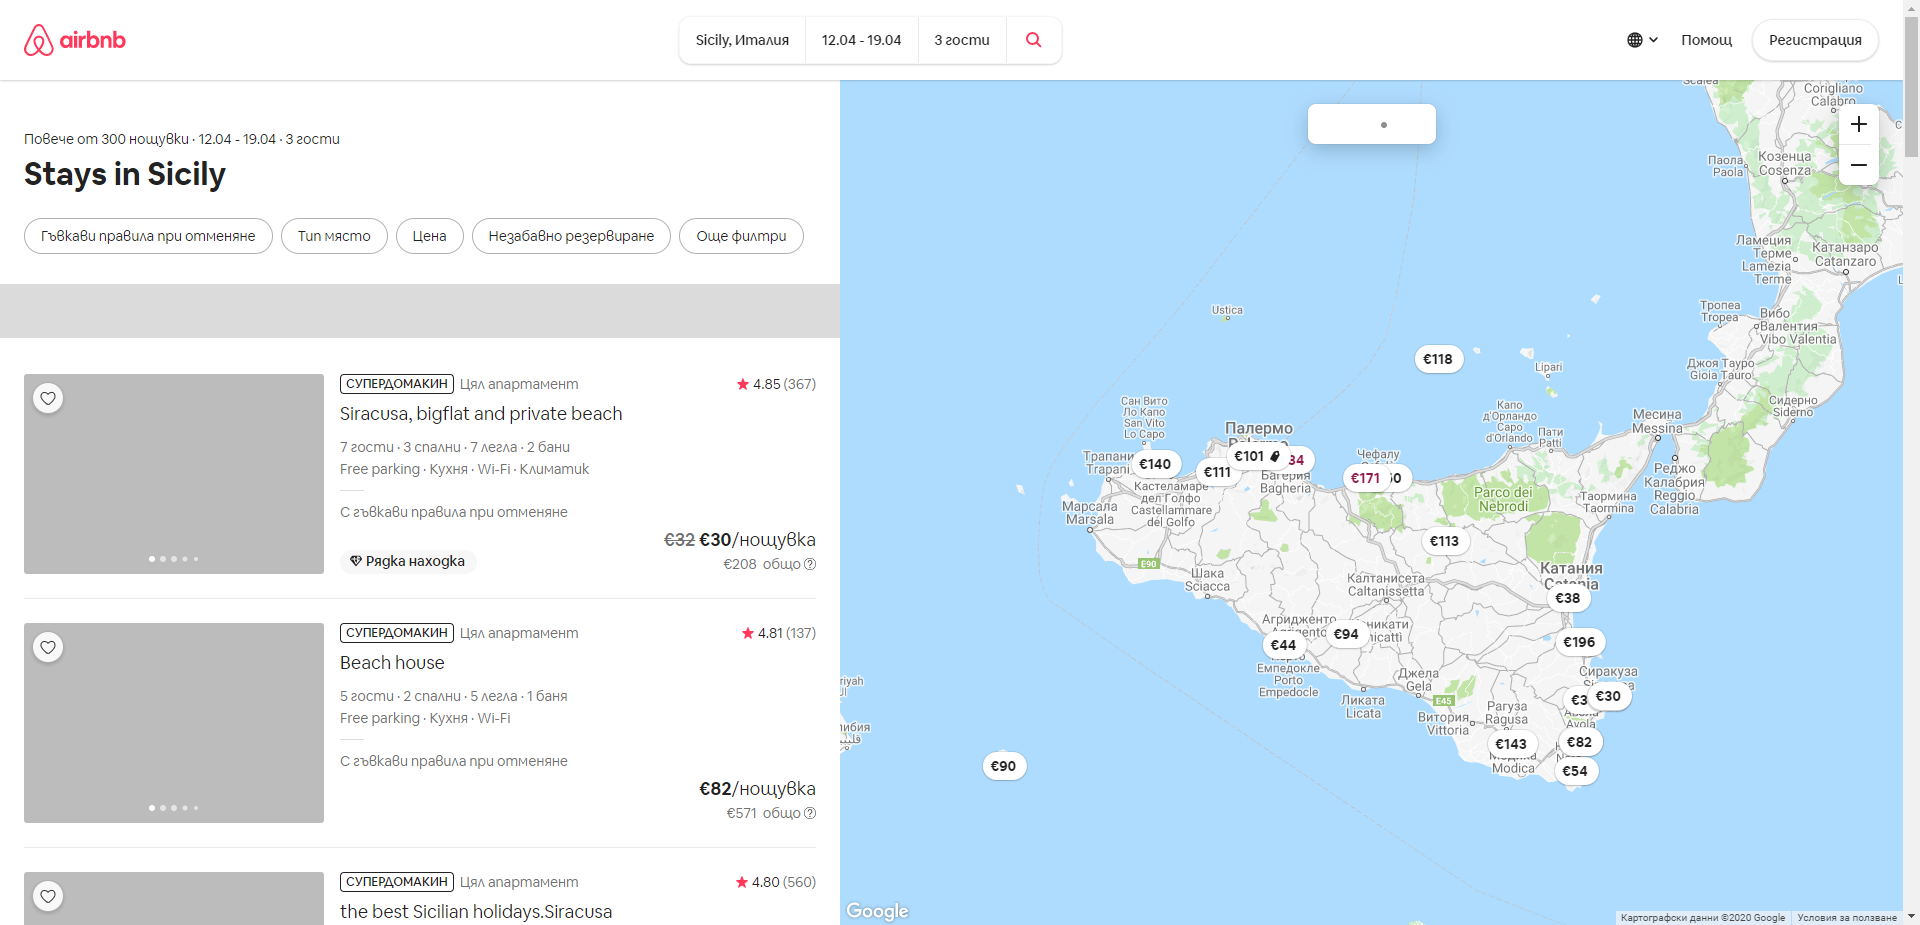 airbnb
Sicily, Италия
12.04 - 19.04
3 гости
Помощ
Регистрация
Повече от 300 нощувки · 12.04 - 19.04 · 3 гости
Stays in Sicily
Гъвкави правила при отменяне
Тип място
Цена
Незабавно резервиране
Още филтри
СУПЕРДОМАКИН Цял апартамент
4.85 (367)
Siracusa, bigflat and private beach
7 гости · 3 спални · 7 легла · 2 бани
Free parking · Кухня · Wi-Fi · Климатик
С гъвкави правила при отменяне
€32 €30/нощувка
€208 общо
Рядка находка
СУПЕРДОМАКИН Цял апартамент
4.81 (137)
Beach house
5 гости · 2 спални · 5 легла · 1 баня
Free parking · Кухня · Wi-Fi
С гъвкави правила при отменяне
€82/нощувка
€571 общо
СУПЕРДОМАКИН Цял апартамент
4.80 (560)
the best Sicilian holidays.Siracusa
Corigliano
Calabro
Козенца
Cosenza
Паола
Paola
Ламеция
Терме
Lamezia
Terme
Катанзаро
Catanzaro
Тропеа
Tropea
Вибо
Валентия
Vibo Valentia
Джоя Тауро
Gioia Tauro
Сидерно
Siderno
Ustica
Lipari
€118
Сан Вито
Ло Капо
San Vito
Lo Capo
Палермо
Капо
д'Орландо
Capo
d'Orlando
Пати
Patti
Месина
Messina
Реджо
Калабрия
Reggio
Calabria
Трапани
€140
€111
€101
34
Багерия
Bagheria
Чефалу
€171
Кастеламаре
дел Голфо
Castellammare
del Golfo
Марсала
Marsala
Parco dei
Nebrodi
Таормина
Taormina
€113
E90
Шака
Sciacca
Калтанисета
Caltanissetta
Катания
Catania
€38
Агридженто
€44
€94
€196
Емпедокле
Porto
Empedocle
Джела
Gela
Сиракуза
€3
€30
Avola
E45
Ликата
Licata
Витория
Vittoria
Рагуза
Ragusa
€143
Modica
€82
€54
€90
Google
Картографски данни ©2020 Google
Условия за ползване